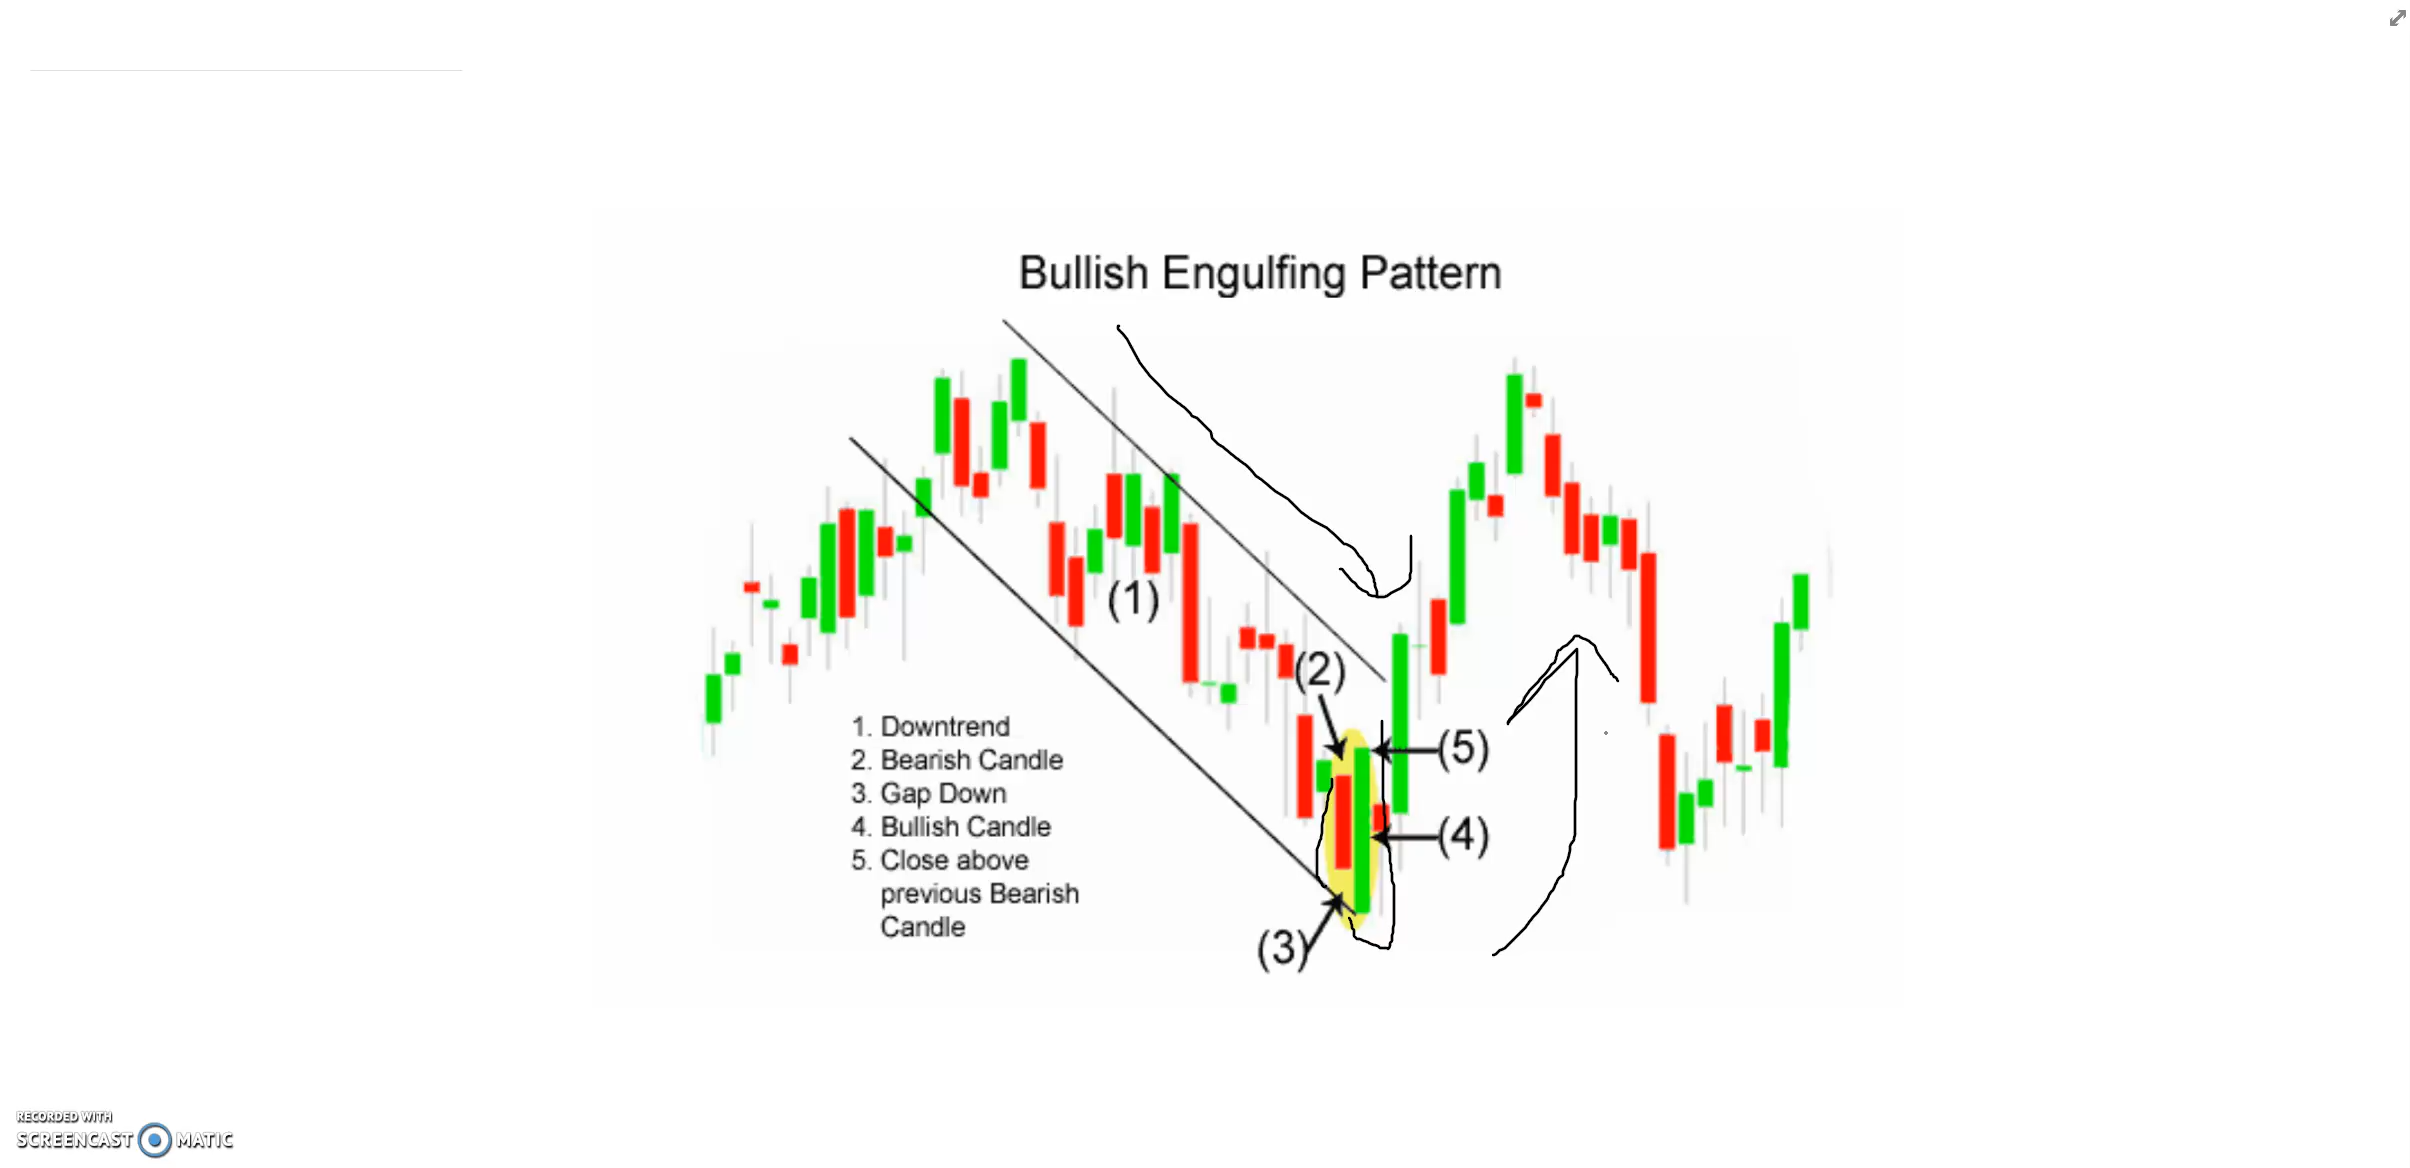 Bullish Engulfing Pattern
(1)
(2)
1. Downtrend
2. Bearish Candle
3. Gap Down
4. Bullish Candle
5. Close above
previous Bearish
Candle
(5)
(4)
(3)
RECORDED WITH
SCREENCAST MATIC